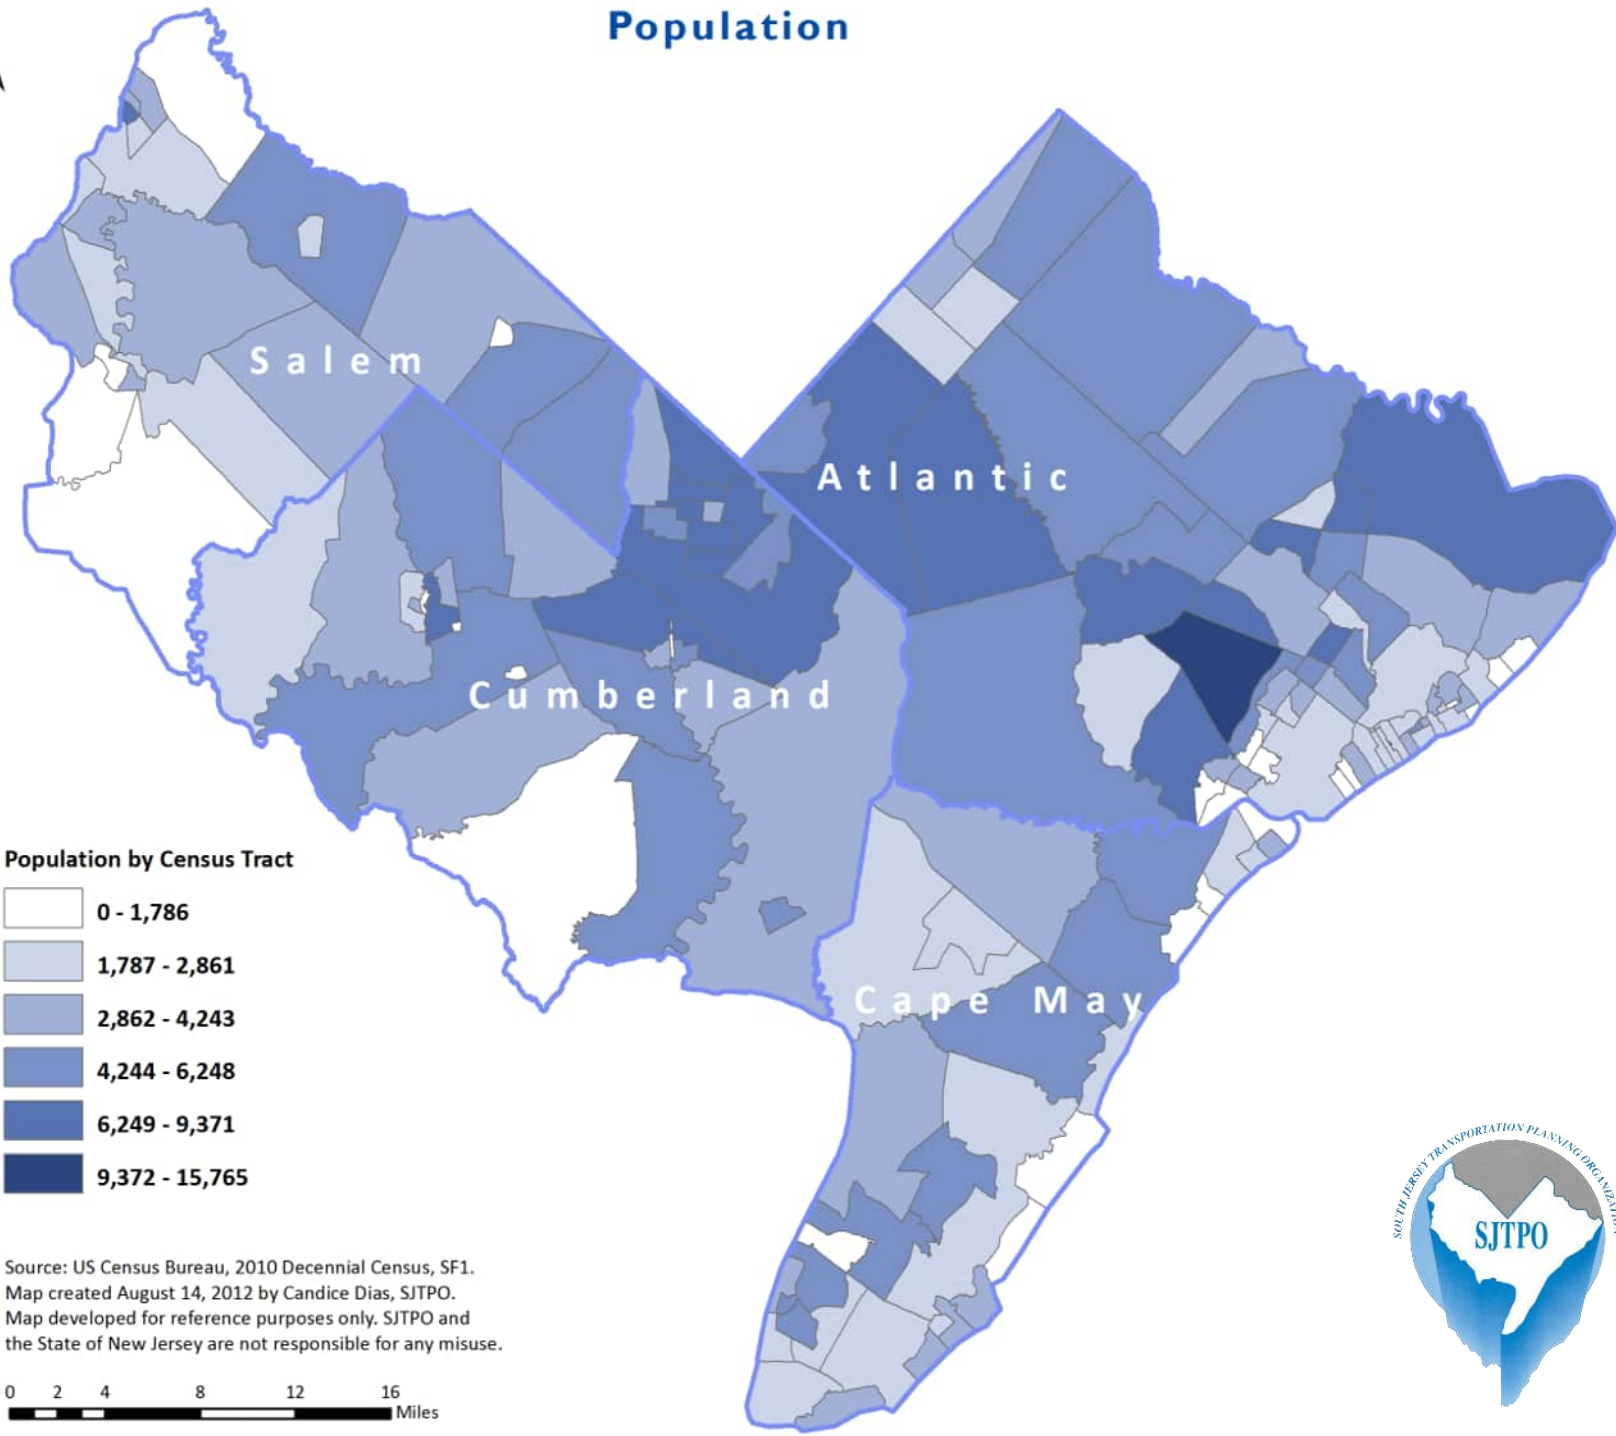 Population
Salem
Atlantic
Cumberland
Cape May
Population by Census Tract
0 - 1,786
1,787 - 2,861
2,862 - 4,243
4,244 - 6,248
6,249 - 9,371
9,372 - 15,765
Source: US Census Bureau, 2010 Decennial Census, SF1.
Map created August 14, 2012 by Candice Dias, SJTPO.
Map developed for reference purposes only. SJTPO and
the State of New Jersey are not responsible for any misuse.
0 2 4 8 12 16
Miles
SOUTH JERSEY TRANSPORTATION PLANNING ORGANIZATION
SJTPO